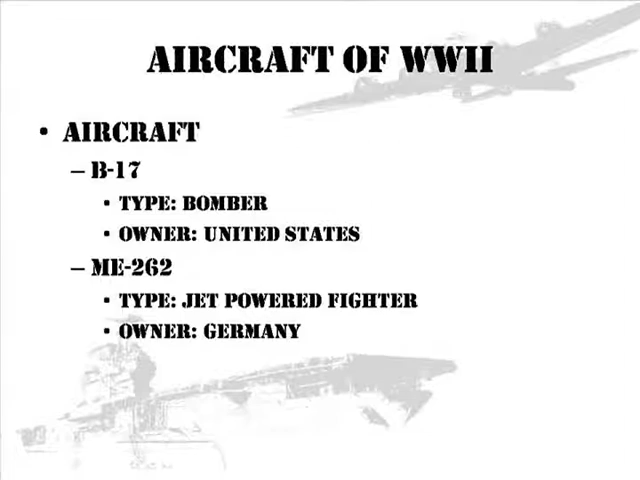 AIRCRAFT OF WWII
• AIRCRAFT
– B-17
• TYPE: BOMBER
• OWNER: UNITED STATES
– ME-262
• TYPE: JET POWERED FIGHTER
• OWNER: GERMANY